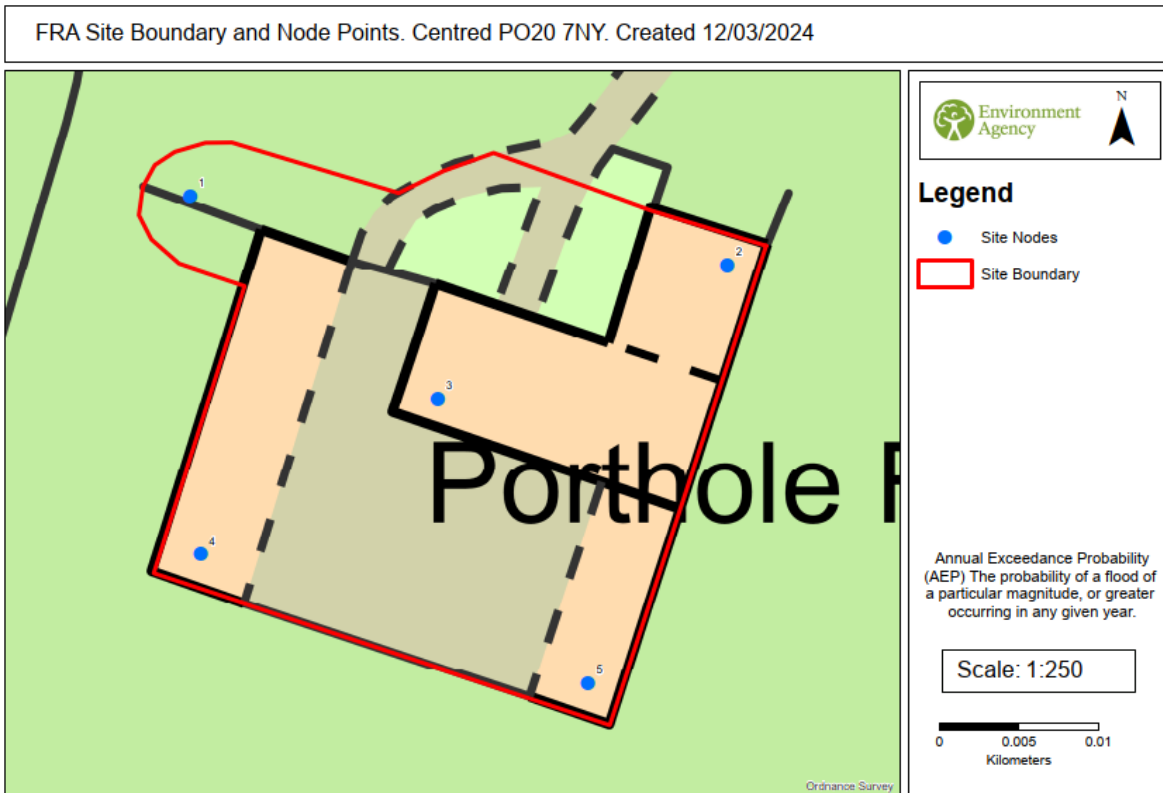 FRA Site Boundary and Node Points. Centred PO20 7NY. Created 12/03/2024
1
2
3
Porthole F
4
5
Ordnance Survey
Environment
Agency
N
Legend
Site Nodes
Site Boundary
Annual Exceedance Probability
(AEP) The probability of a flood of
a particular magnitude, or greater
occurring in any given year.
Scale: 1:250
0 0.005 0.01
Kilometers